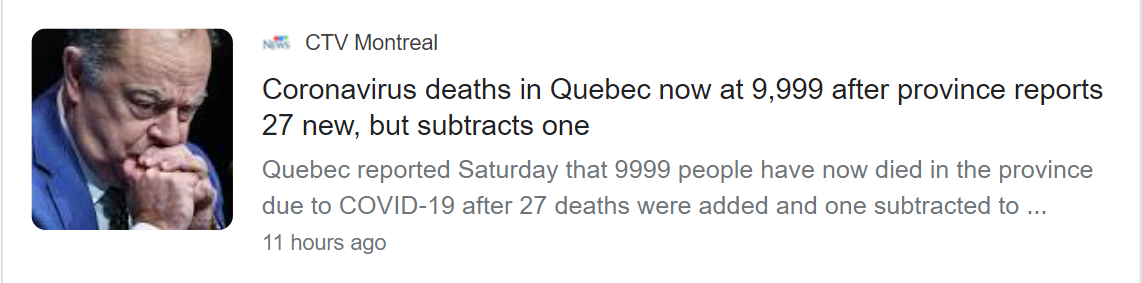 NEWS CTV Montreal
Coronavirus deaths in Quebec now at 9,999 after province reports
27 new, but subtracts one
Quebec reported Saturday that 9999 people have now died in the province
due to COVID-19 after 27 deaths were added and one subtracted to ...
11 hours ago